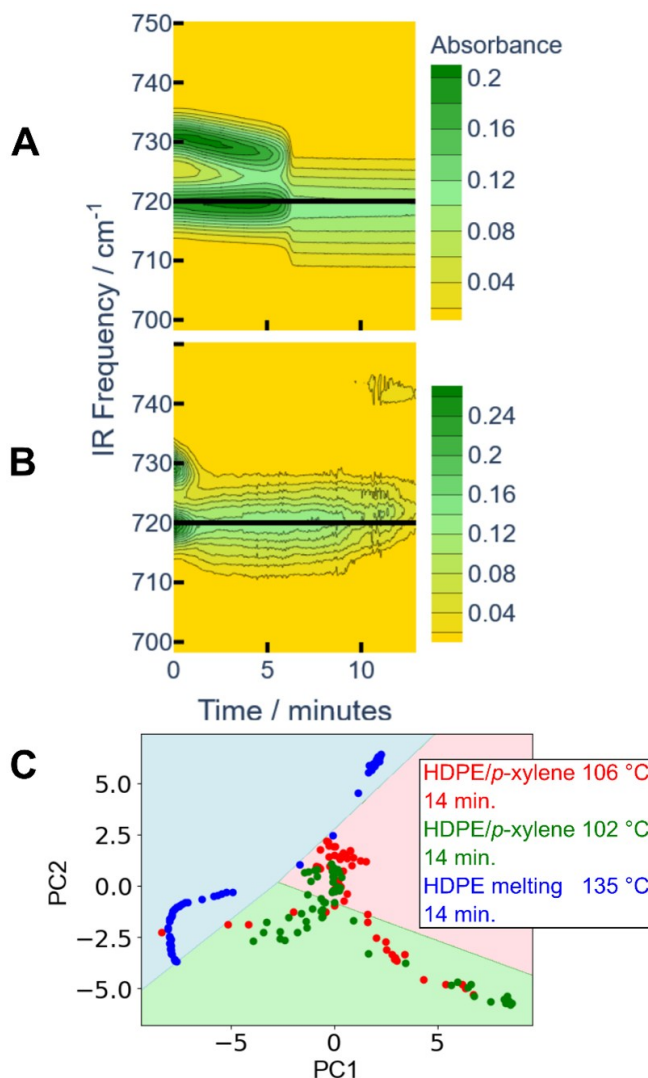 750
Absorbance
740
0.2
A
730
0.16
720
0.12
710
0.08
700
0.04
IR Frequency / cm⁻¹
740
0.24
B
730
0.2
0.16
720
0.12
710
0.08
0.04
700
0 5 10
Time / minutes
C
5.0
HDPE/p-xylene 106 °C
14 min.
2.5
HDPE/p-xylene 102 °C
14 min.
0.0
HDPE melting 135 °C
14 min.
−2.5
−5.0
PC2
−5 0 5
PC1